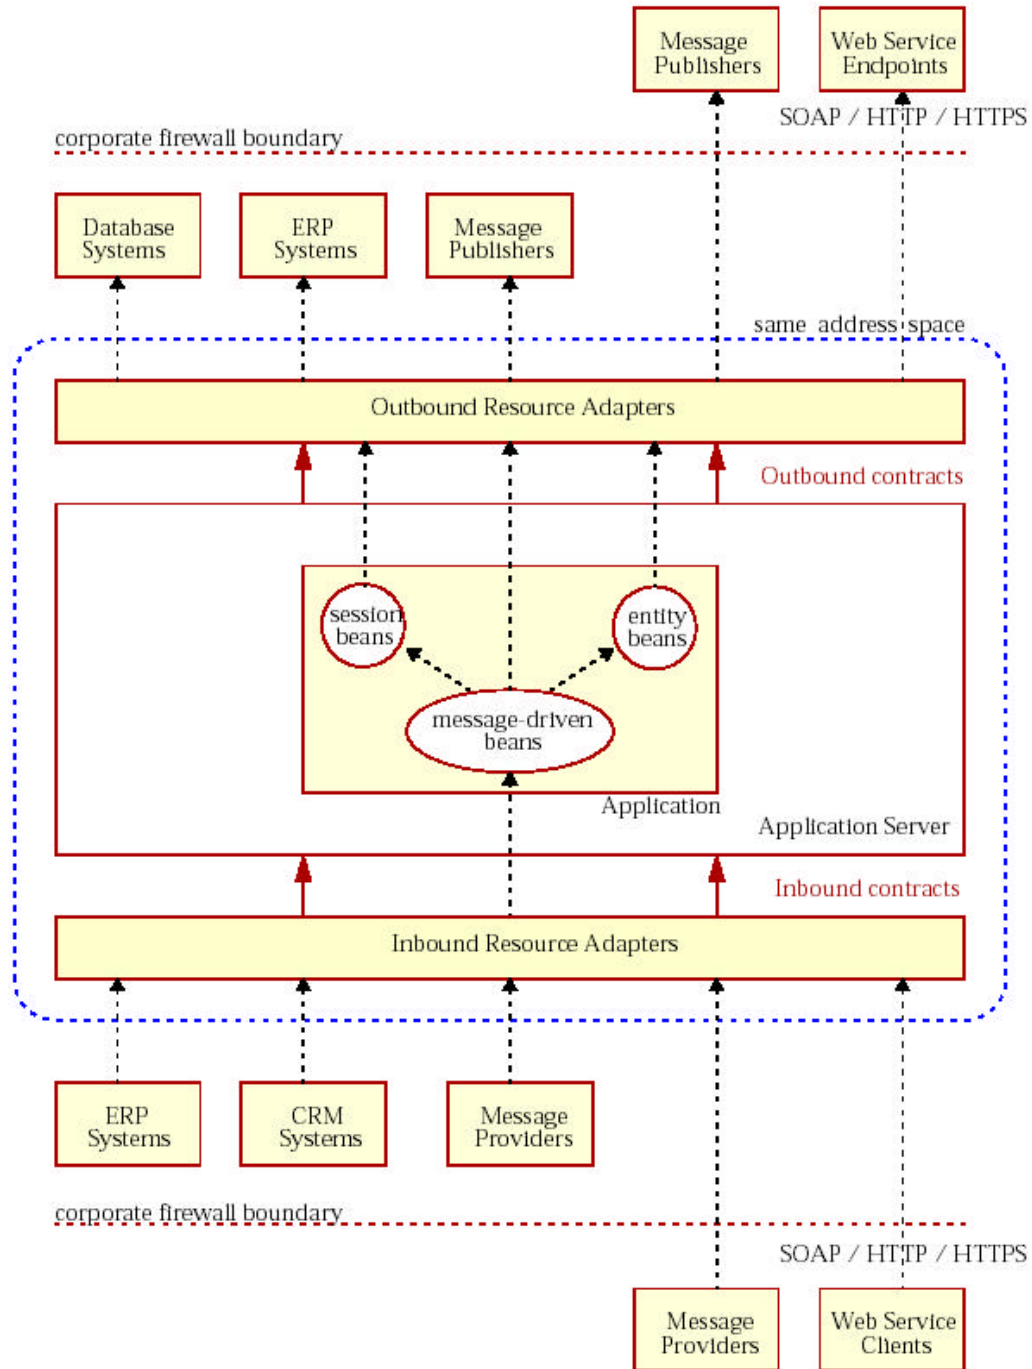 Message
Publishers
Web Service
Endpoints
SOAP / HTTP / HTTPS
corporate firewall boundary
Database
Systems
ERP
Systems
Message
Publishers
same address space
Outbound Resource Adapters
Outbound contracts
session
beans
entity
beans
message-driven
beans
Application
Application Server
Inbound contracts
Inbound Resource Adapters
ERP
Systems
CRM
Systems
Message
Providers
corporate firewall boundary
SOAP / HTTP / HTTPS
Message
Providers
Web Service
Clients